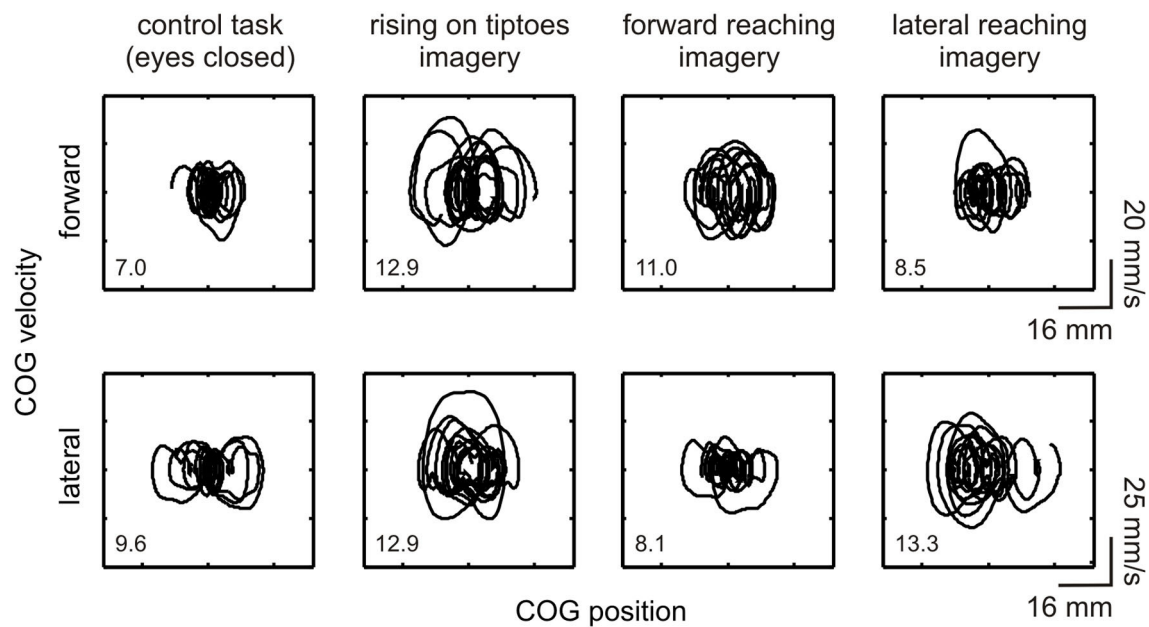 control task
(eyes closed)
rising on tiptoes
imagery
forward reaching
imagery
lateral reaching
imagery
COG velocity
forward
7.0
12.9
11.0
8.5
20 mm/s
16 mm
lateral
9.6
12.9
8.1
13.3
25 mm/s
16 mm
COG position